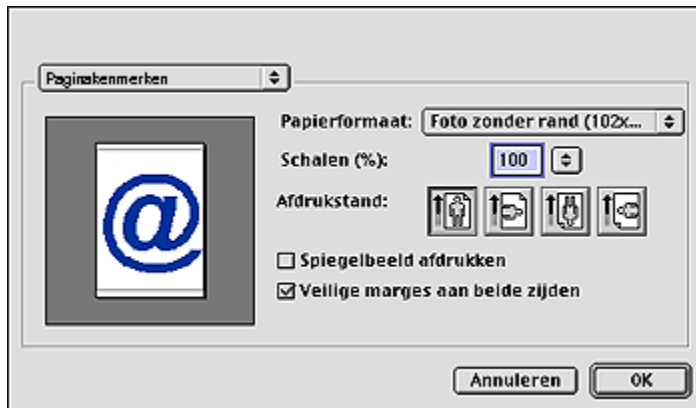 Paginakenmerken
Papierformaat: Foto zonder rand (102x...
Schalen (%): 100
Afdrukstand:
@
Spiegelbeeld afdrukken
Veilige marges aan beide zijden
Annuleren OK